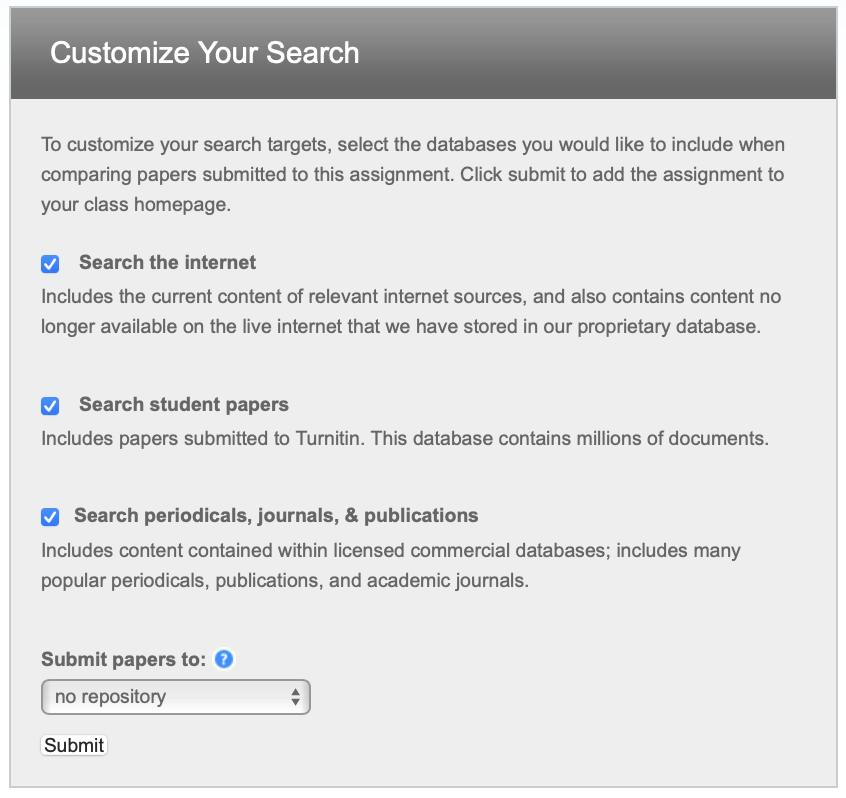 Customize Your Search
To customize your search targets, select the databases you would like to include when
comparing papers submitted to this assignment. Click submit to add the assignment to
your class homepage.
Search the internet
Includes the current content of relevant internet sources, and also contains content no
longer available on the live internet that we have stored in our proprietary database.
Search student papers
Includes papers submitted to Turnitin. This database contains millions of documents.
Search periodicals, journals, & publications
Includes content contained within licensed commercial databases; includes many
popular periodicals, publications, and academic journals.
Submit papers to: ?
no repository
Submit